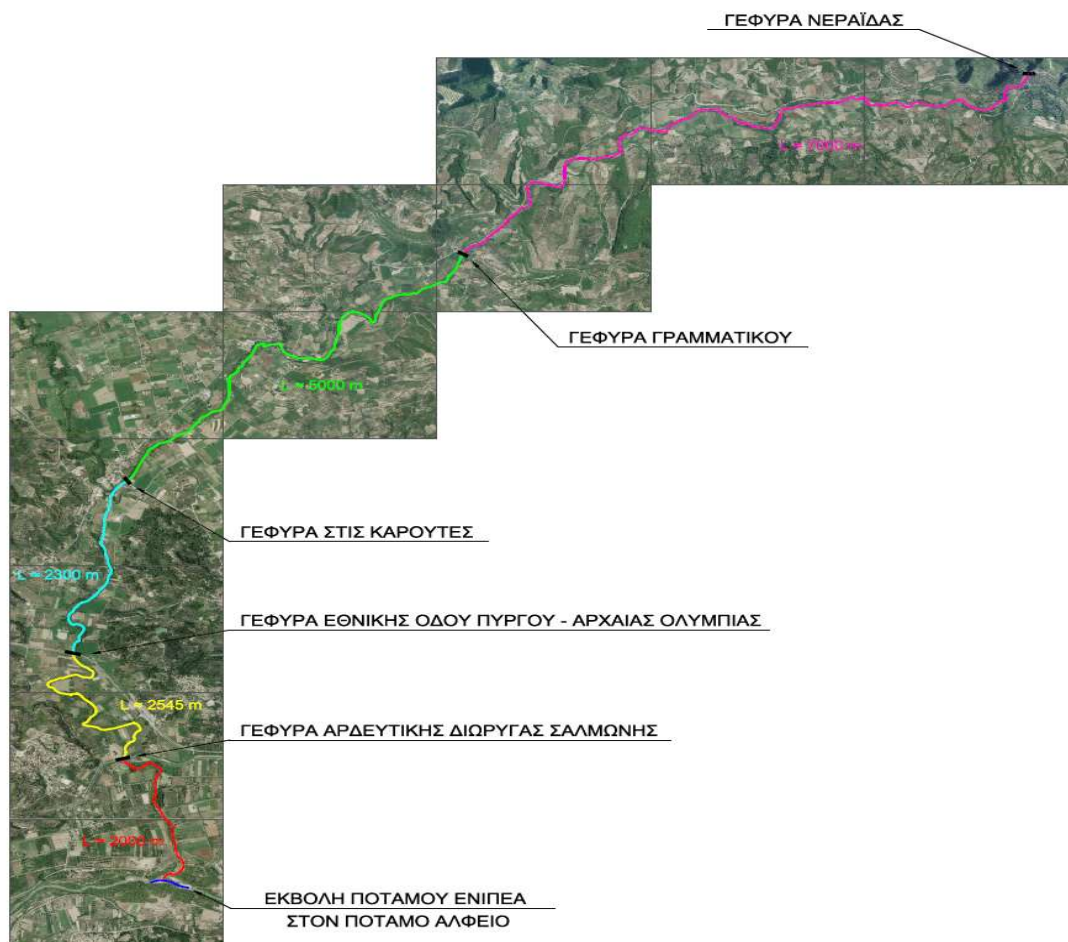 ΓΕΦΥΡΑ ΝΕΡΑΪΔΑΣ
L = 7500 m
ΓΕΦΥΡΑ ΓΡΑΜΜΑΤΙΚΟΥ
L ≈ 5000 m
ΓΕΦΥΡΑ ΣΤΙΣ ΚΑΡΟΥΤΕΣ
L ≈ 2300 m
ΓΕΦΥΡΑ ΕΘΝΙΚΗΣ ΟΔΟΥ ΠΥΡΓΟΥ - ΑΡΧΑΙΑΣ ΟΛΥΜΠΙΑΣ
L ≈ 2545 m
ΓΕΦΥΡΑ ΑΡΔΕΥΤΙΚΗΣ ΔΙΩΡΥΓΑΣ ΣΑΛΜΩΝΗΣ
ΕΚΒΟΛΗ ΠΟΤΑΜΟΥ ΕΝΙΠΕΑ
ΣΤΟΝ ΠΟΤΑΜΟ ΑΛΦΕΙΟ